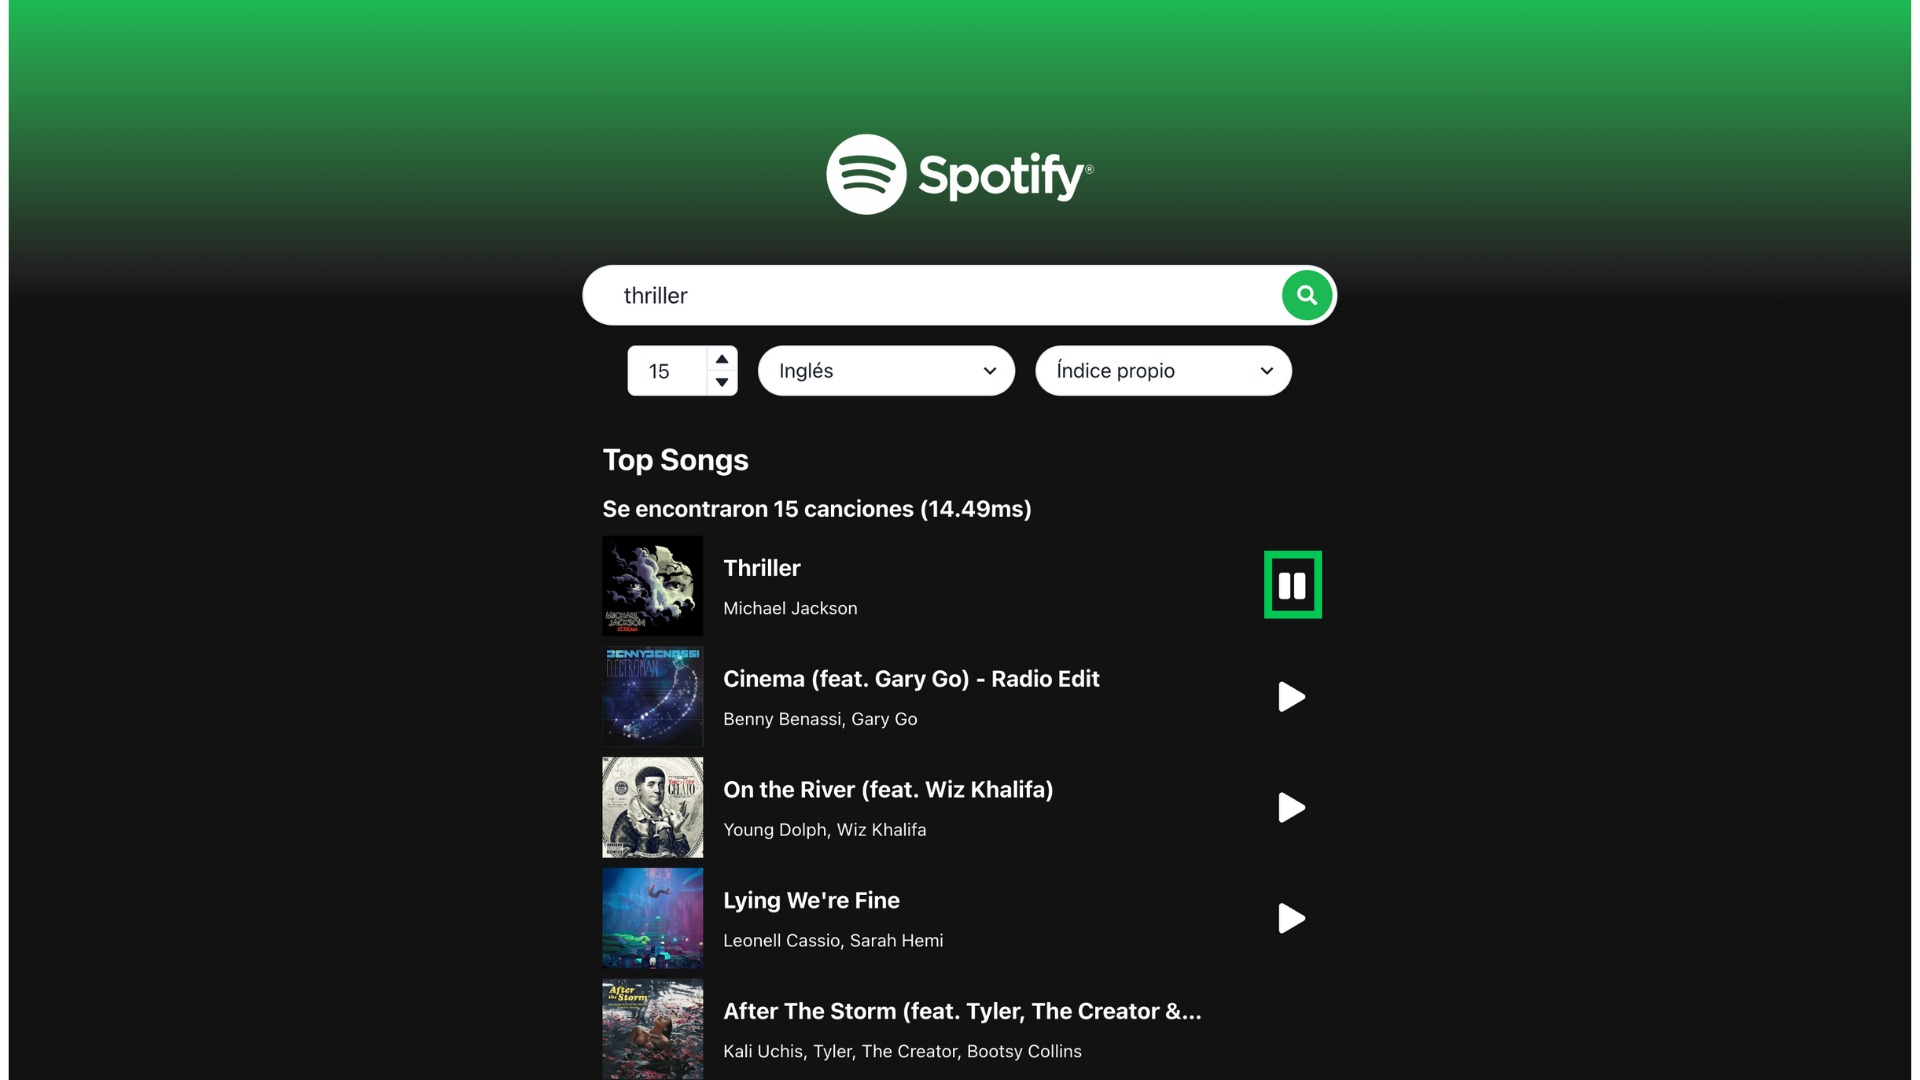 Spotify®
thriller
15
Inglés
Índice propio
Top Songs
Se encontraron 15 canciones (14.49ms)
MICHAEL
JACKSON
SCREAM
Thriller
Michael Jackson
BENNY BENASSI
ELECTROMAN
Cinema (feat. Gary Go) - Radio Edit
Benny Benassi, Gary Go
GELATO
On the River (feat. Wiz Khalifa)
Young Dolph, Wiz Khalifa
Lying We're Fine
Leonell Cassio, Sarah Hemi
After
the Storm
After The Storm (feat. Tyler, The Creator &...
Kali Uchis, Tyler, The Creator, Bootsy Collins